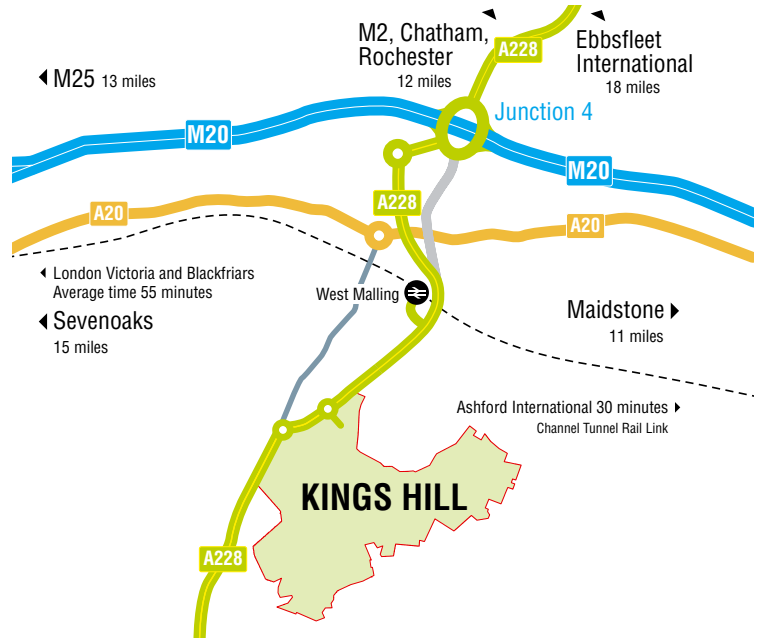 M2, Chatham,
Rochester
12 miles
A228
Ebbsfleet
International
18 miles
M25 13 miles
Junction 4
M20
M20
A20
A228
A20
London Victoria and Blackfriars
Average time 55 minutes
West Malling
Sevenoaks
15 miles
Maidstone
11 miles
Ashford International 30 minutes
Channel Tunnel Rail Link
KINGS HILL
A228